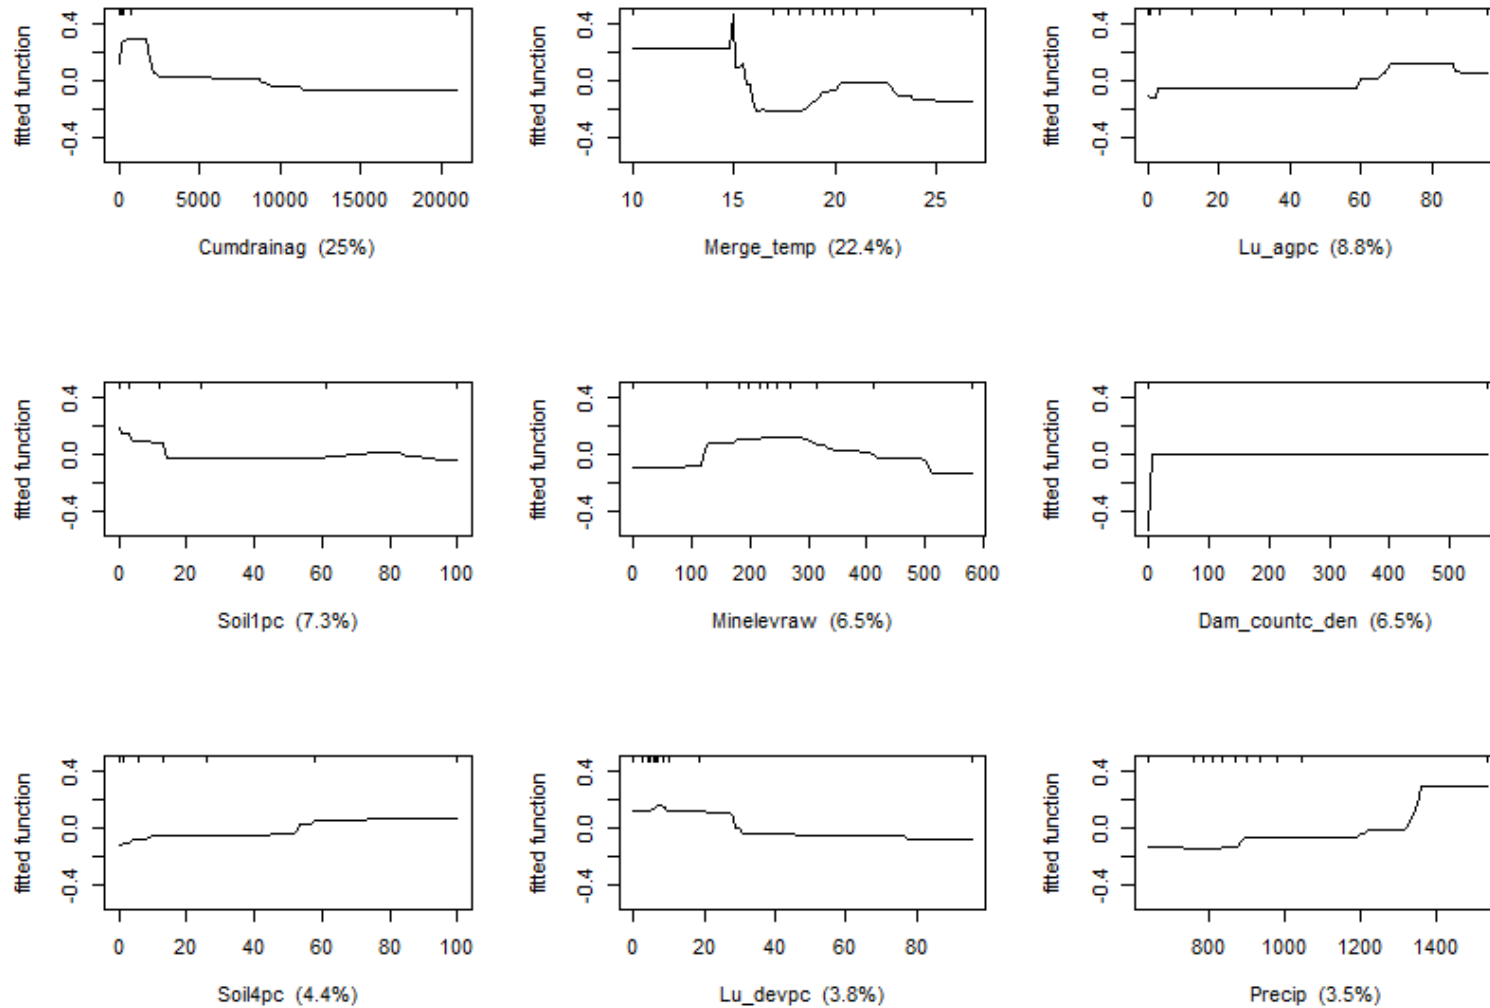 fitted function
0.4
0.0
-0.4
0 5000 10000 15000 20000
Cumdrainag (25%)
fitted function
0.4
0.0
-0.4
10 15 20 25
Merge_temp (22.4%)
fitted function
0.4
0.0
-0.4
0 20 40 60 80
Lu_agpc (8.8%)
fitted function
0.4
0.0
-0.4
0 20 40 60 80 100
Soil1pc (7.3%)
fitted function
0.4
0.0
-0.4
0 100 200 300 400 500 600
Minelevraw (6.5%)
fitted function
0.4
0.0
-0.4
0 100 200 300 400 500
Dam_countc_den (6.5%)
fitted function
0.4
0.0
-0.4
0 20 40 60 80 100
Soil4pc (4.4%)
fitted function
0.4
0.0
-0.4
0 20 40 60 80
Lu_devpc (3.8%)
fitted function
0.4
0.0
-0.4
800 1000 1200 1400
Precip (3.5%)